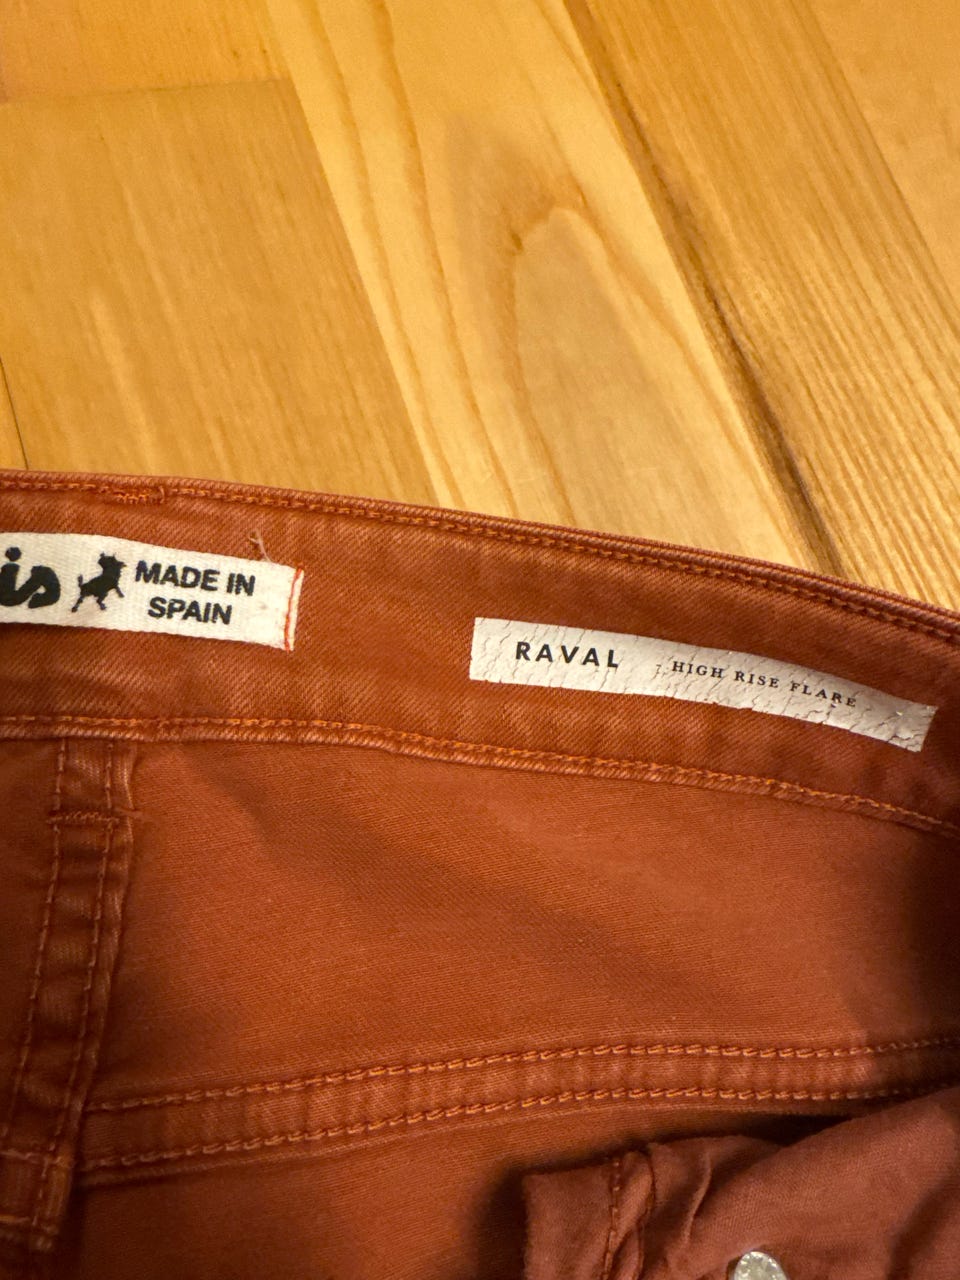 is MADE IN
SPAIN
RAVAL HIGH RISE FLARE